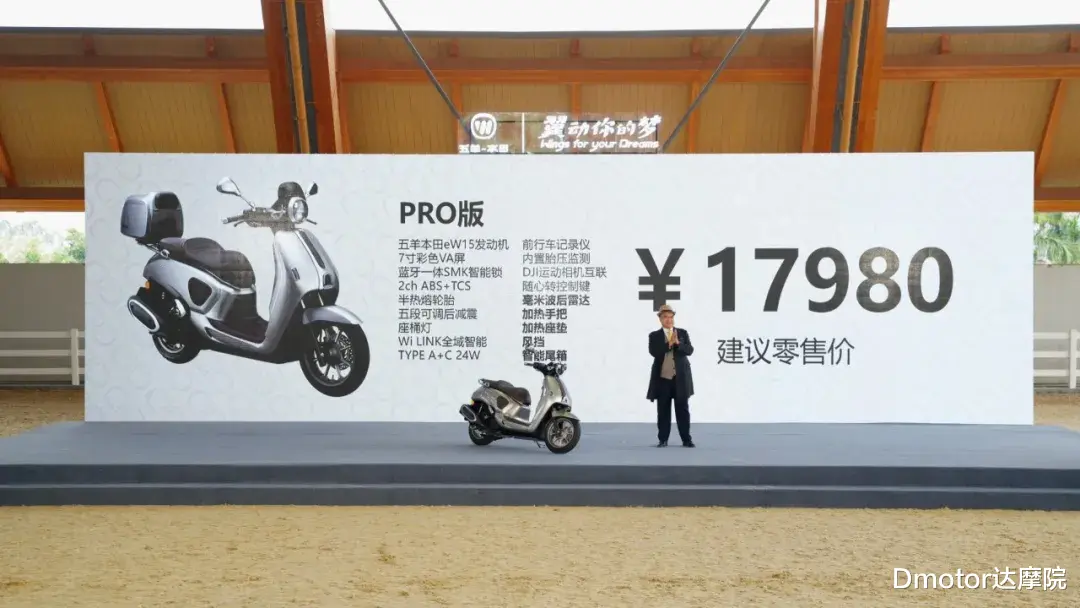 五羊-本田
翼动你的梦
Wings for your Dreams
PRO版
五羊本田eW15发动机
7寸彩色VA屏
蓝牙一体SMK智能锁
2ch ABS+TCS
半热熔轮胎
五段可调后减震
座桶灯
Wi LINK全域智能
TYPE A+C 24W
前行车记录仪
内置胎压监测
DJI运动相机互联
随心转控制键
毫米波后雷达
加热手把
加热座垫
风挡
智能尾箱
¥17980
建议零售价
Dmotor达摩院